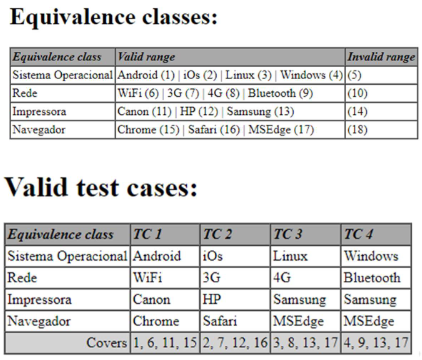 Equivalence classes:
Equivalence class Valid range Invalid range
Sistema Operacional Android (1) | iOs (2) | Linux (3) | Windows (4) (5)
Rede WiFi (6) | 3G (7) | 4G (8) | Bluetooth (9) (10)
Impressora Canon (11) | HP (12) | Samsung (13) (14)
Navegador Chrome (15) | Safari (16) | MSEdge (17) (18)
Valid test cases:
Equivalence class TC 1 TC 2 TC 3 TC 4
Sistema Operacional Android iOs Linux Windows
Rede WiFi 3G 4G Bluetooth
Impressora Canon HP Samsung Samsung
Navegador Chrome Safari MSEdge MSEdge
Covers 1, 6, 11, 15 2, 7, 12, 16 3, 8, 13, 17 4, 9, 13, 17